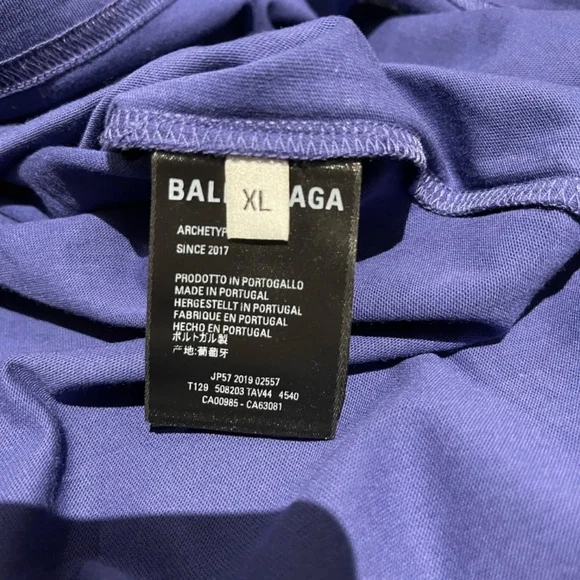 XL
BAL AGA
ARCHETYP
SINCE 2017
PRODOTTO IN PORTOGALLO
MADE IN PORTUGAL
HERGESTELLT IN PORTUGAL
FABRIQUE EN PORTUGAL
HECHO EN PORTUGAL
ポルトガル製
产地:葡萄牙
JP57 2019 02557
T129 508203 TAV44 4540
CA00985 - CA63081